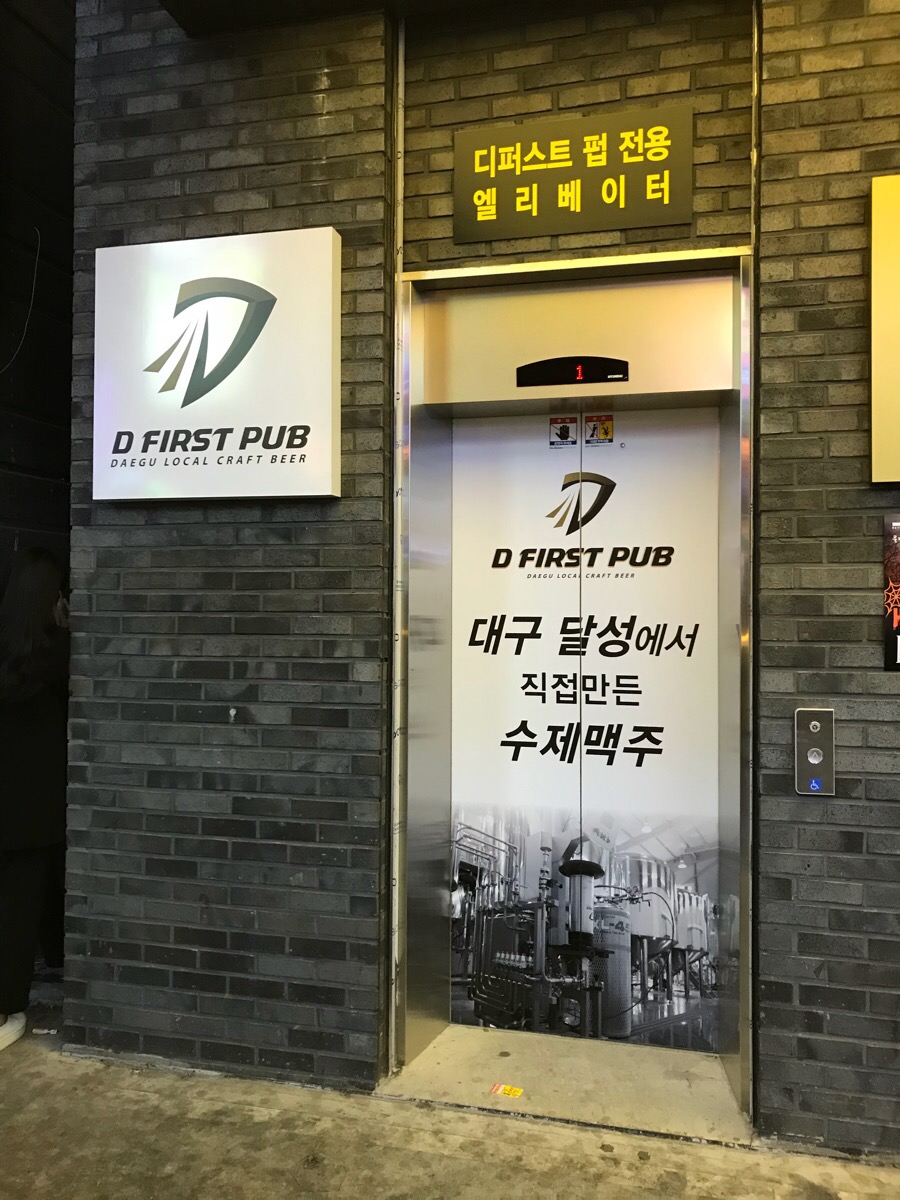 디퍼스트 펍 전용
엘리베이터
D FIRST PUB
DAEGU LOCAL CRAFT BEER
1
HYUNDAI
D FIRST PUB
DAEGU LOCAL CRAFT BEER
대구 달성에서
직접만든
수제맥주